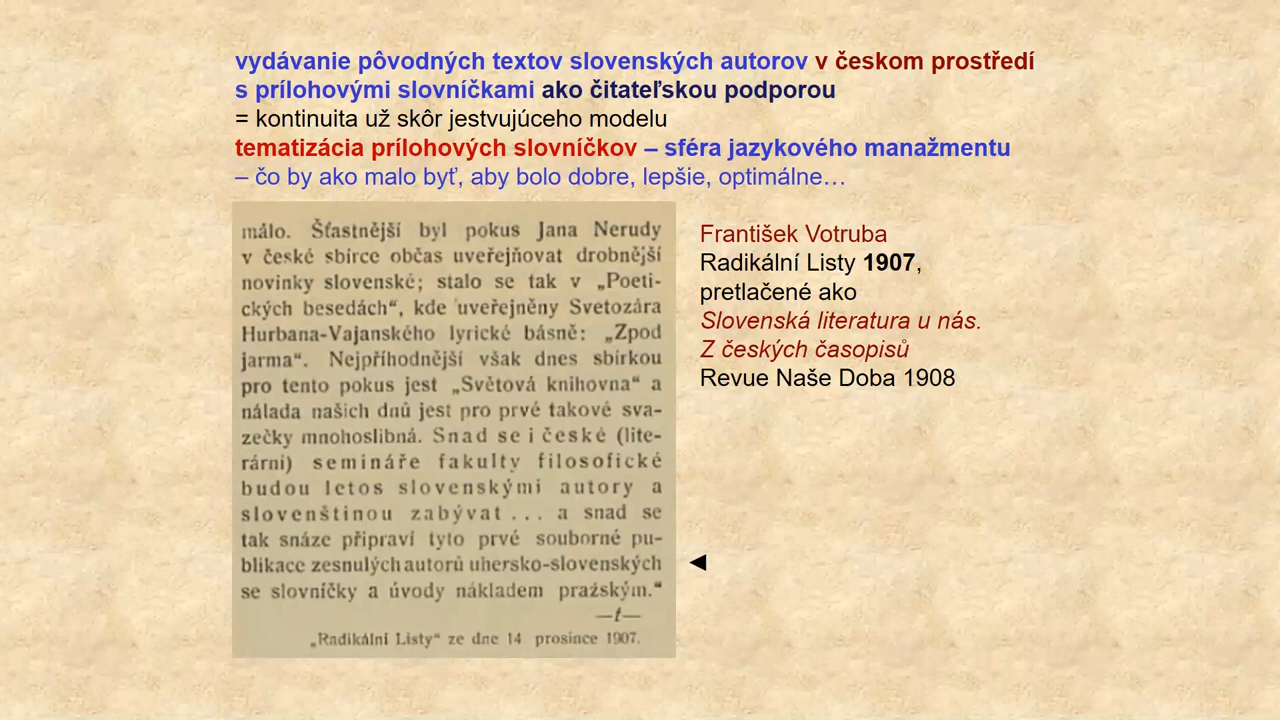 vydávanie pôvodných textov slovenských autorov v českom prostředí
s prílohovými slovníčkami ako čitateľskou podporou
= kontinuita už skôr jestvujúceho modelu
tematizácia prílohových slovníčkov – sféra jazykového manažmentu
– čo by ako malo byť, aby bolo dobre, lepšie, optimálne…
málo. Šťastnější byl pokus Jana Nerudy
v české sbírce občas uveřejňovat drobnější
novinky slovenské; stalo se tak v „Poeti-
ckých besedách“, kde uveřejněny Svetozára
Hurbana-Vajanského lyrické básně: „Zpod
jarma“. Nejpříhodnější však dnes sbírkou
pro tento pokus jest „Světová knihovna“ a
nálada našich dnů jest pro prvé takové sva-
zečky mnohoslibná. Snad se i české (lite-
rární) semináře fakulty filosofické
budou letos slovenskými autory a
slovenštinou zabývat... a snad se
tak snáze připraví tyto prvé souborné pu-
blikace zesnulých autorů uhersko-slovenských
se slovníčky a úvody nákladem pražským.“
—t—
„Radikální Listy“ ze dne 14 prosince 1907.
František Votruba
Radikální Listy 1907,
pretlačené ako
Slovenská literatura u nás.
Z českých časopisů
Revue Naše Doba 1908